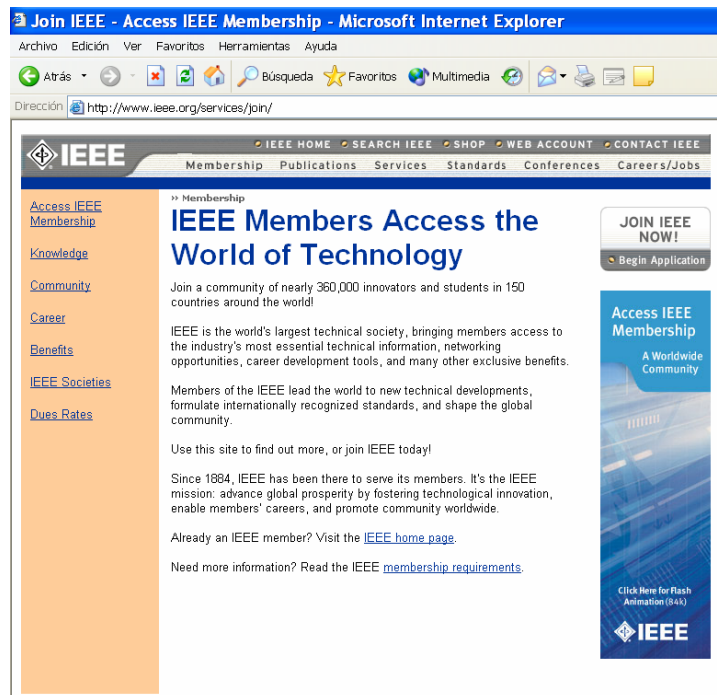 Join IEEE - Access IEEE Membership - Microsoft Internet Explorer
Archivo Edición Ver Favoritos Herramientas Ayuda
Atrás Búsqueda Favoritos Multimedia
Dirección http://www.ieee.org/services/join/
IEEE
IEEE HOME SEARCH IEEE SHOP WEB ACCOUNT CONTACT IEEE
Membership Publications Services Standards Conferences Careers/Jobs
Access IEEE
Membership
Knowledge
Community
Career
Benefits
IEEE Societies
Dues Rates
» Membership
IEEE Members Access the
World of Technology
Join a community of nearly 360,000 innovators and students in 150
countries around the world!
IEEE is the world's largest technical society, bringing members access to
the industry's most essential technical information, networking
opportunities, career development tools, and many other exclusive benefits.
Members of the IEEE lead the world to new technical developments,
formulate internationally recognized standards, and shape the global
community.
Use this site to find out more, or join IEEE today!
Since 1884, IEEE has been there to serve its members. It's the IEEE
mission: advance global prosperity by fostering technological innovation,
enable members' careers, and promote community worldwide.
Already an IEEE member? Visit the IEEE home page.
Need more information? Read the IEEE membership requirements.
JOIN IEEE
NOW!
Begin Application
Access IEEE
Membership
A Worldwide
Community
Click Here for Flash
Animation (84k)
IEEE